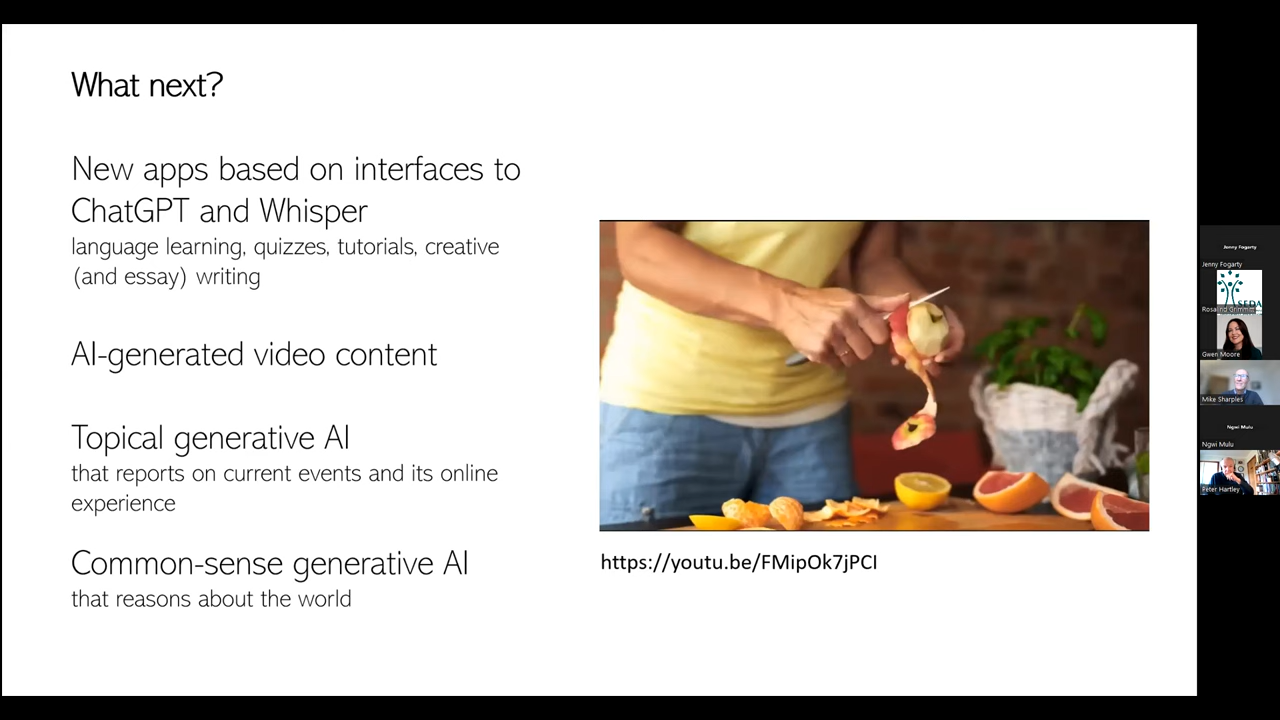 What next?
New apps based on interfaces to
ChatGPT and Whisper
language learning, quizzes, tutorials, creative
(and essay) writing
AI-generated video content
Topical generative AI
that reports on current events and its online
experience
Common-sense generative AI
that reasons about the world
https://youtu.be/FMipOk7jPCI
Jenny Fogarty
Jenny Fogarty
SEDA
Rosalind Grimmitt
Gwen Moore
Mike Sharples
Ngwi Mulu
Ngwi Mulu
Peter Hartley